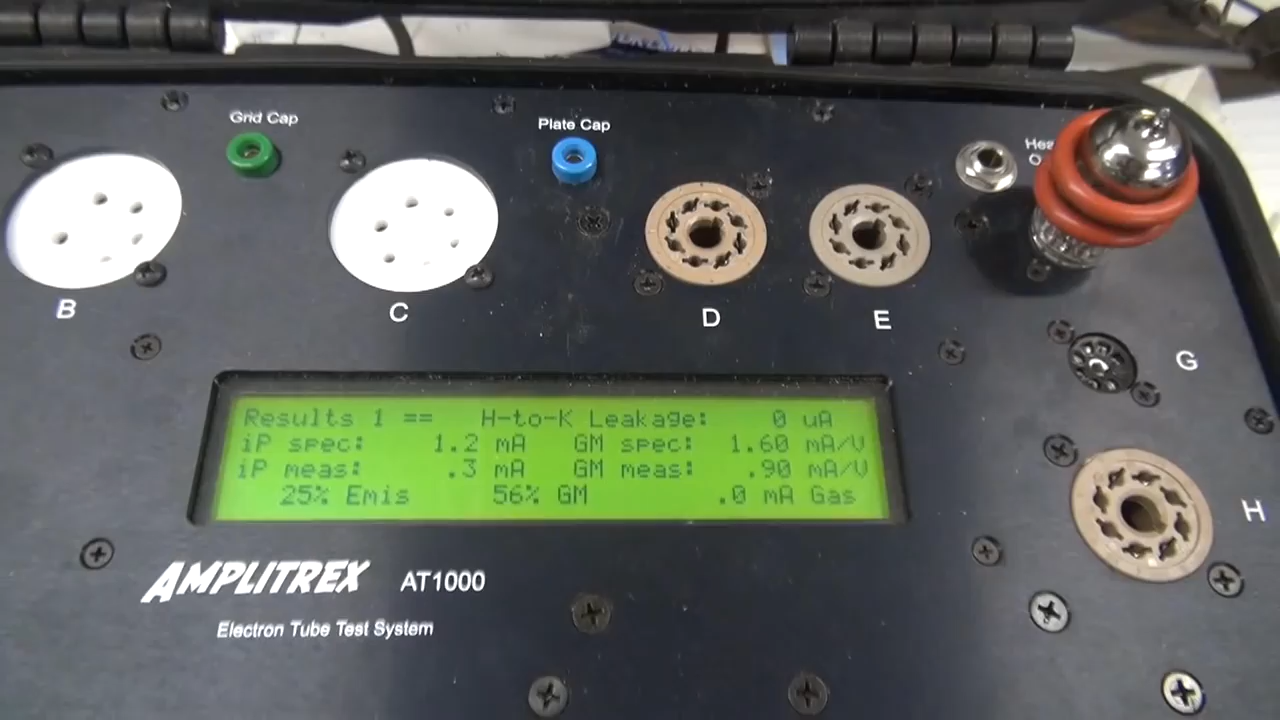 Grid Cap
Plate Cap
Hea
O
B
C
D
E
G
H
Results 1 == H-to-K Leakage: 0 uA
iP spec: 1.2 mA GM spec: 1.60 mA/V
iP meas: .3 mA GM meas: .90 mA/V
25% Emis 56% GM .0 mA Gas
AMPLITREX AT1000
Electron Tube Test System